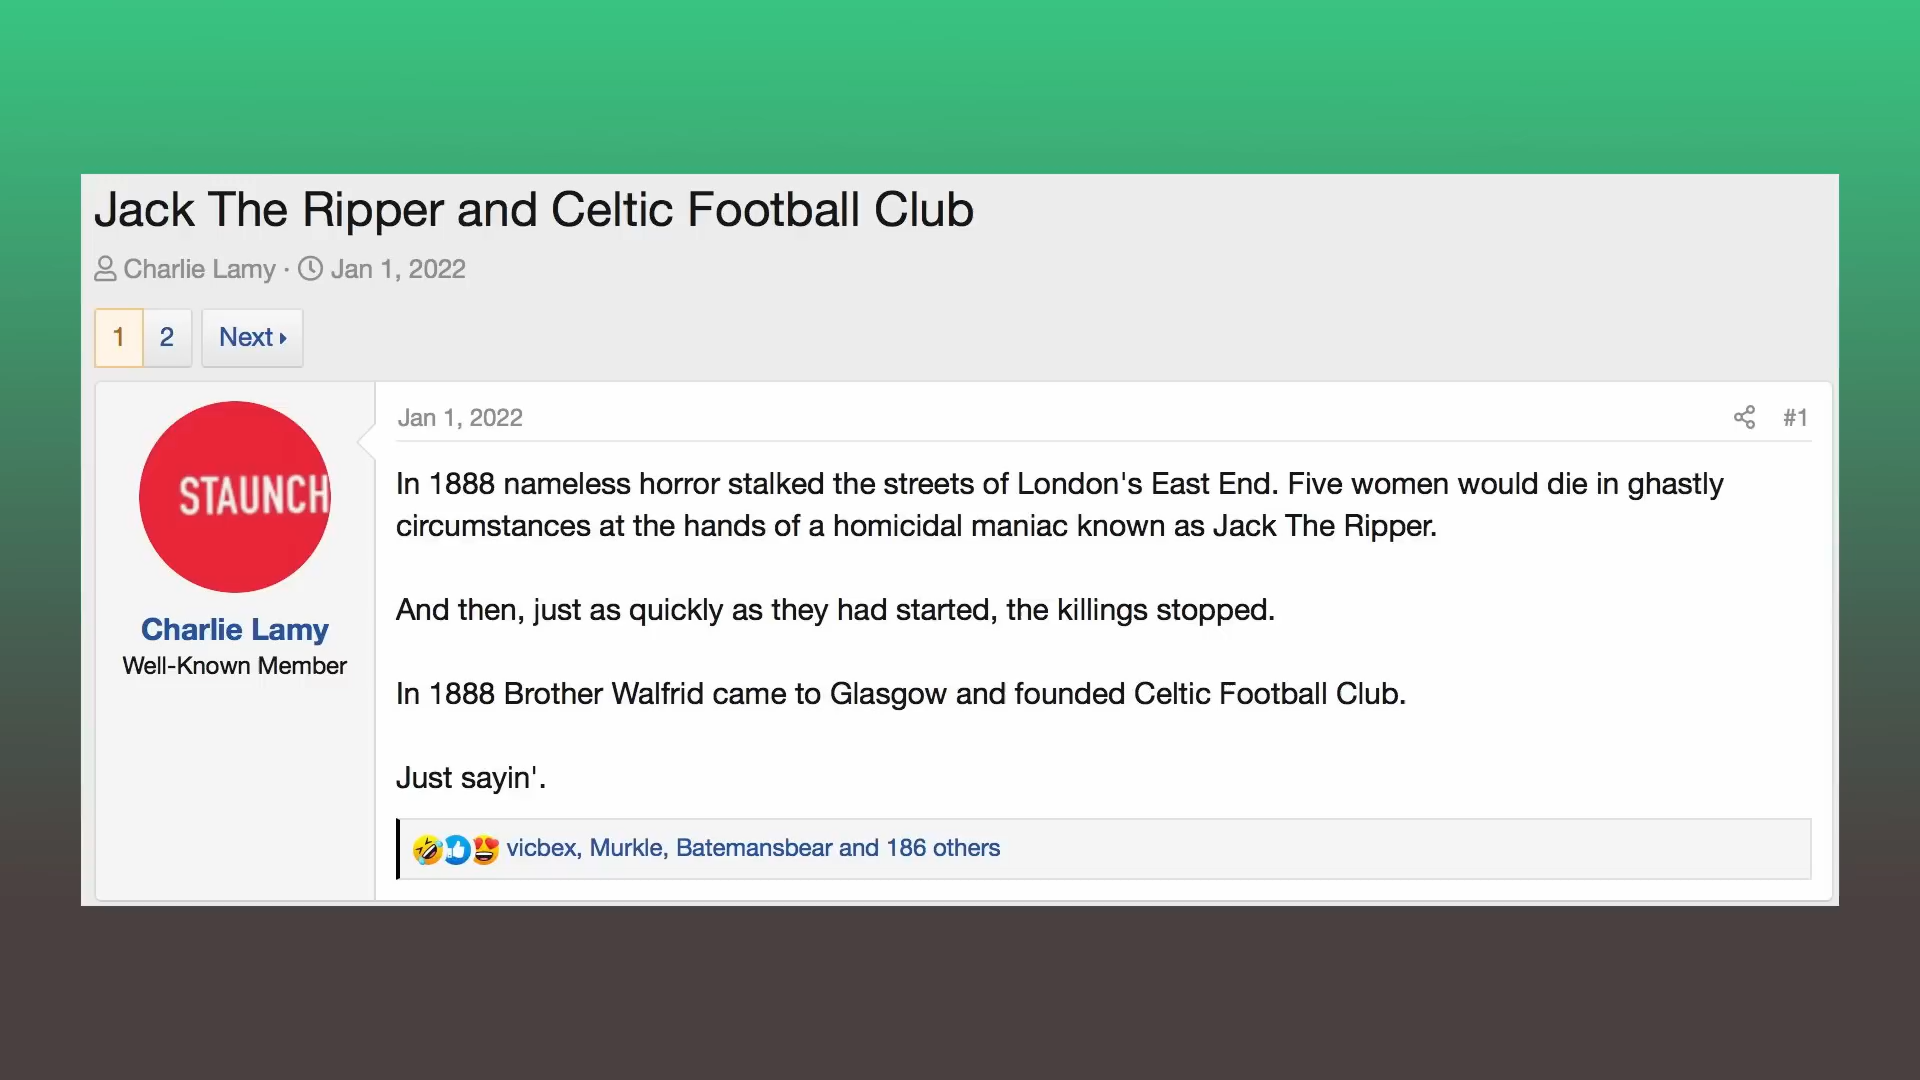 Jack The Ripper and Celtic Football Club
Charlie Lamy · Jan 1, 2022
1 2 Next
STAUNCH
Charlie Lamy
Well-Known Member
Jan 1, 2022 #1
In 1888 nameless horror stalked the streets of London's East End. Five women would die in ghastly
circumstances at the hands of a homicidal maniac known as Jack The Ripper.
And then, just as quickly as they had started, the killings stopped.
In 1888 Brother Walfrid came to Glasgow and founded Celtic Football Club.
Just sayin'.
vicbex, Murkle, Batemansbear and 186 others